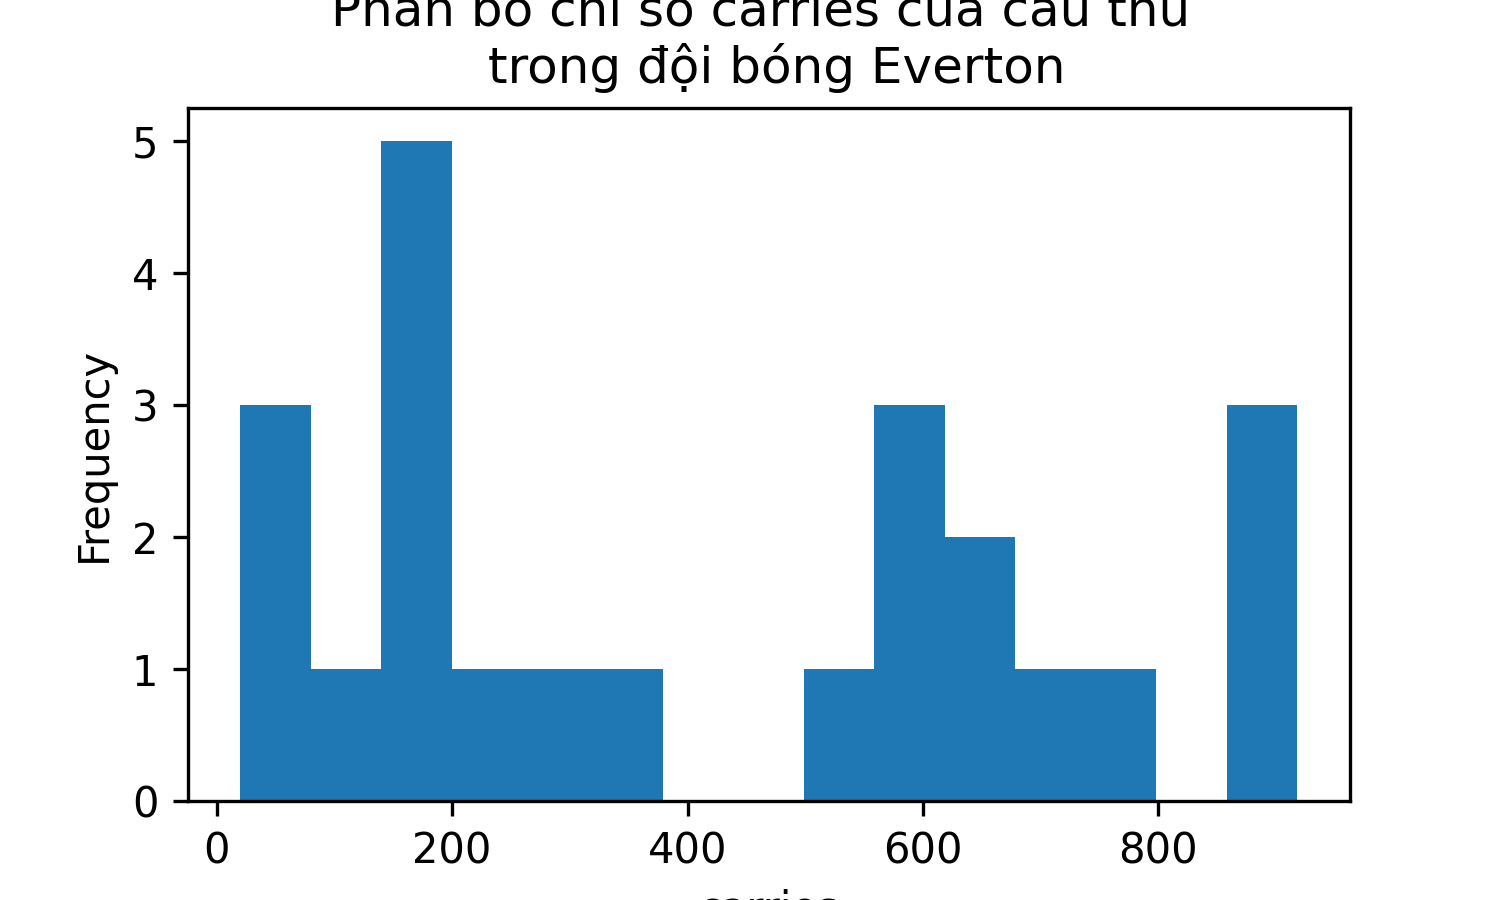 Phân bố chỉ số carries của cầu thủ
trong đội bóng Everton
Frequency
5
4
3
2
1
0
0 200 400 600 800
carries